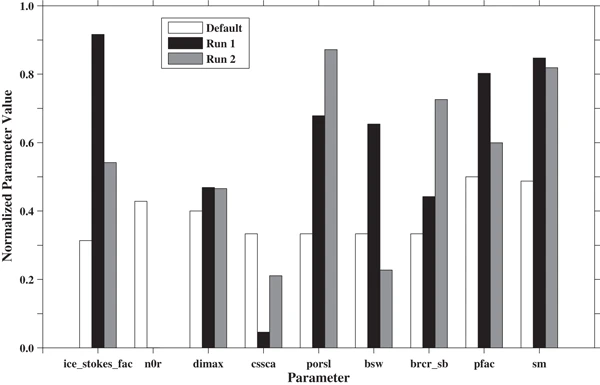 1.0
0.8
0.6
0.4
0.2
0.0
Normalized Parameter Value
Default
Run 1
Run 2
ice_stokes_fac n0r dimax cssca porsl bsw brcr_sb pfac sm
Parameter